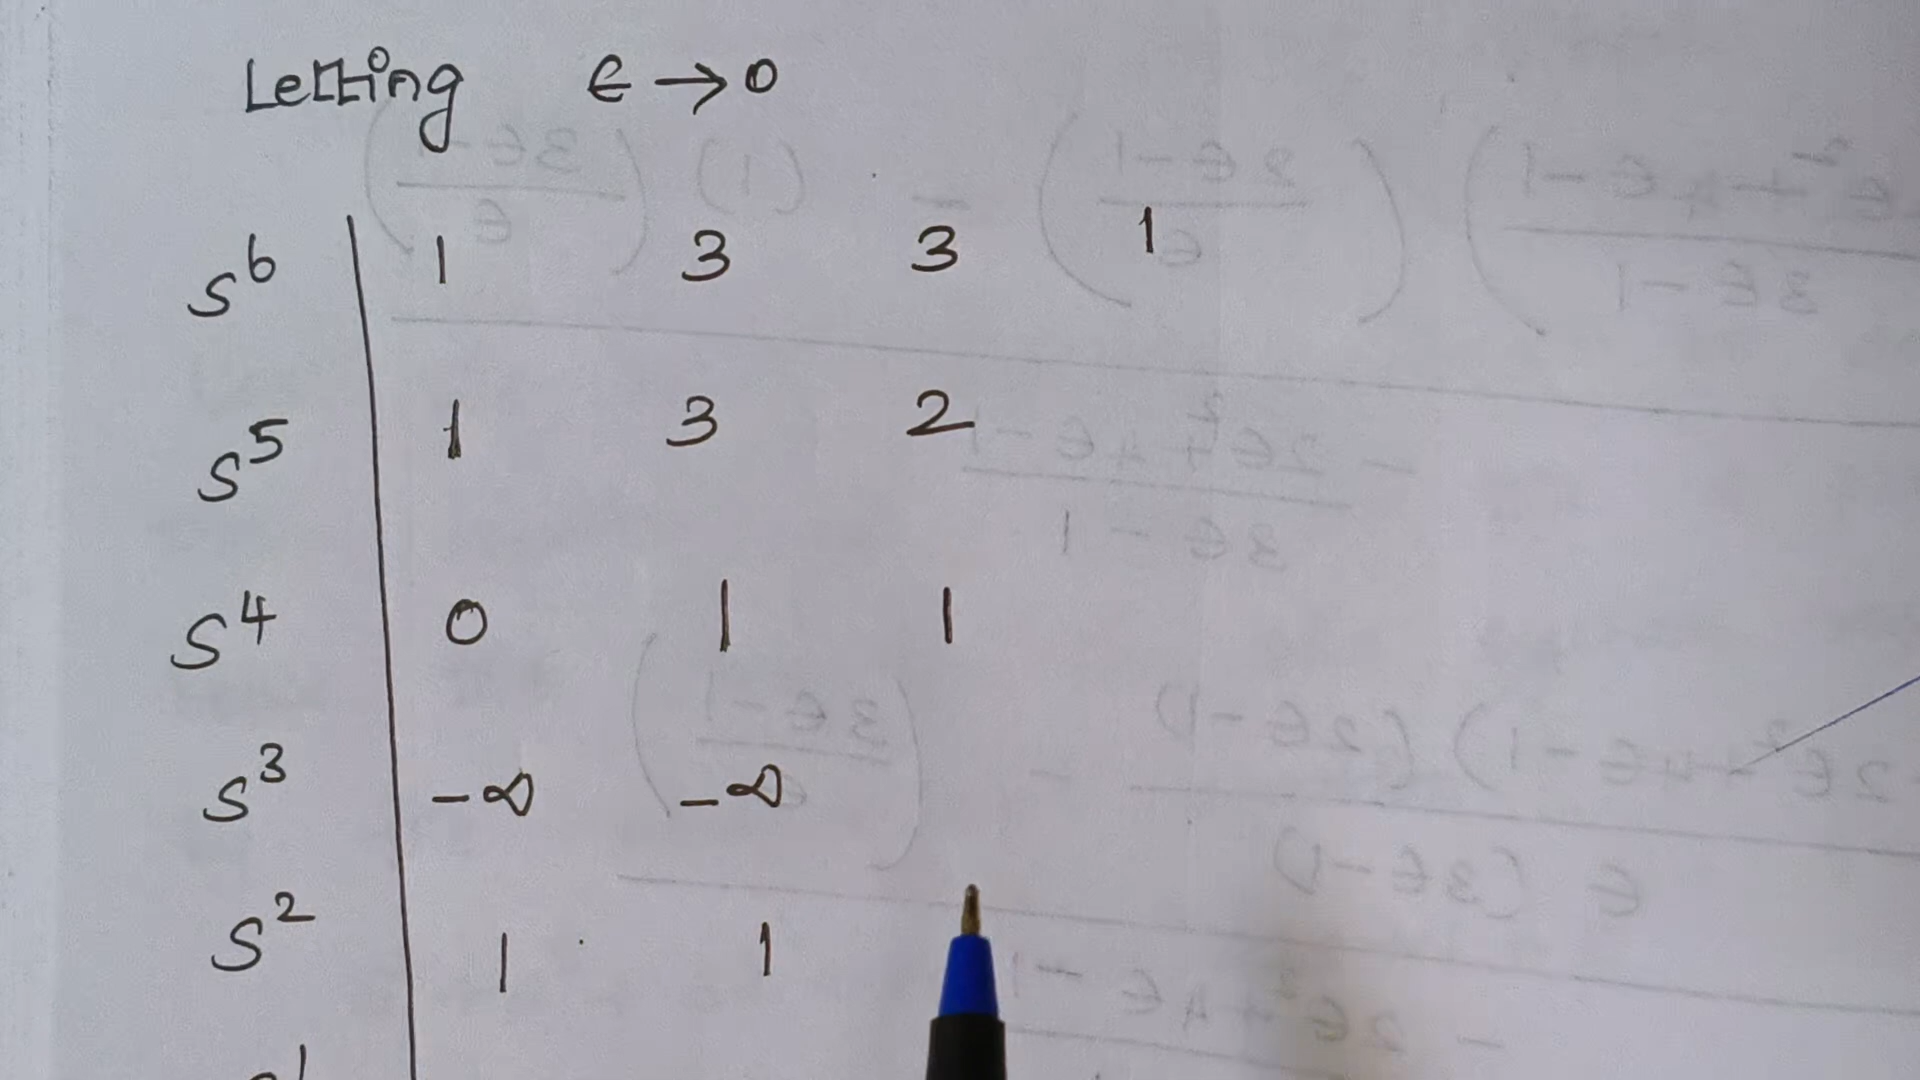 Letting ϵ → 0
s⁶ 1 3 3 1
s⁵ 1 3 2
s⁴ 0 1 1
s³ -∞ -∞
s² 1 1